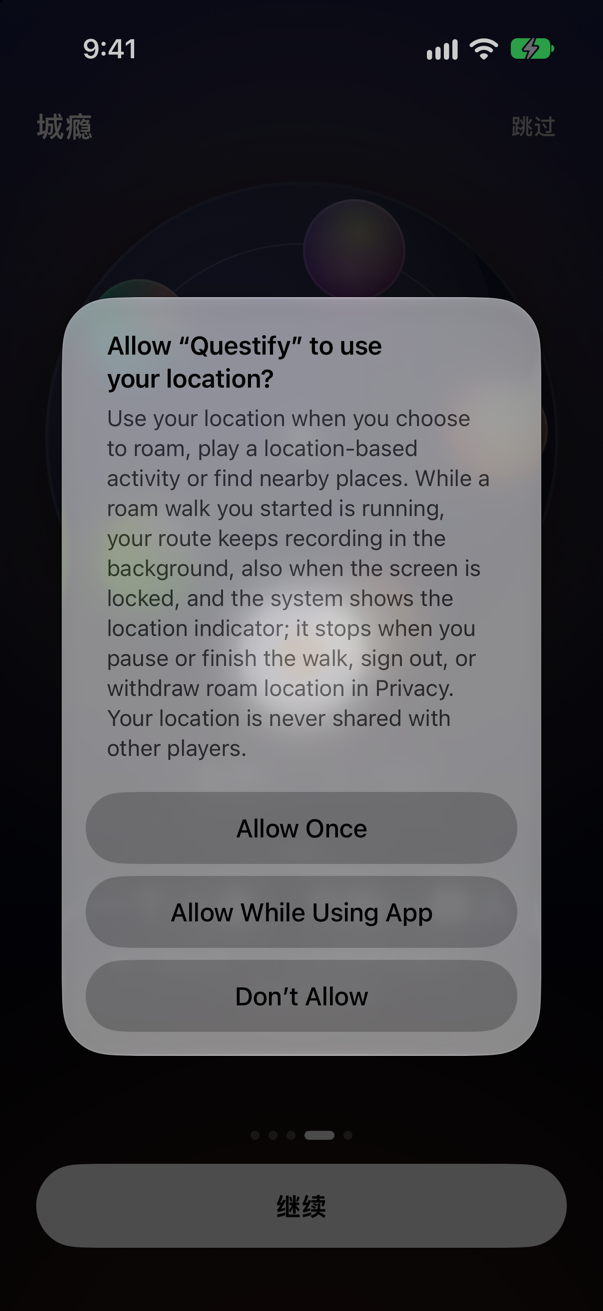 9:41
城瘾
跳过
Allow “Questify” to use
your location?
Use your location when you choose
to roam, play a location-based
activity or find nearby places. While a
roam walk you started is running,
your route keeps recording in the
background, also when the screen is
locked, and the system shows the
location indicator; it stops when you
pause or finish the walk, sign out, or
withdraw roam location in Privacy.
Your location is never shared with
other players.
Allow Once
Allow While Using App
Don’t Allow
继续